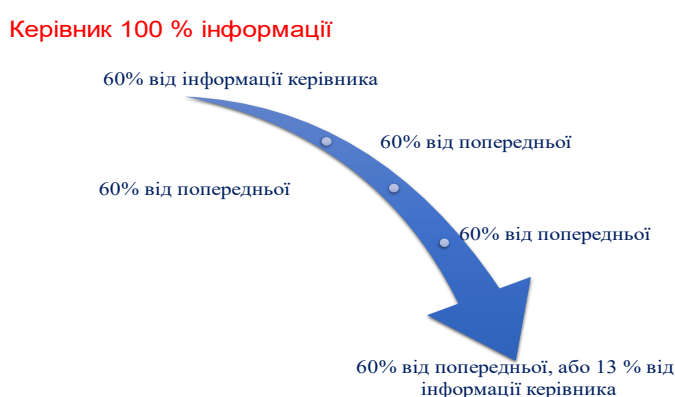 Керівник 100 % інформації
60% від інформації керівника
60% від попередньої
60% від попередньої
60% від попередньої
60% від попередньої, або 13 % від
інформації керівника